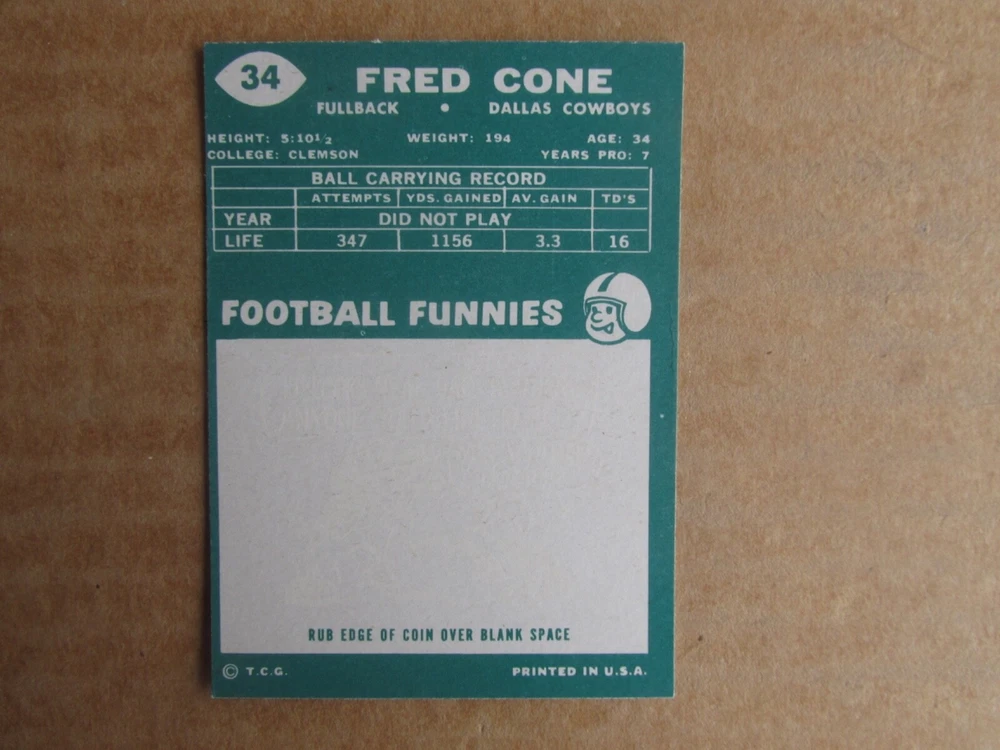 34
FRED CONE
FULLBACK • DALLAS COWBOYS
HEIGHT: 5:10½ WEIGHT: 194 AGE: 34
COLLEGE: CLEMSON YEARS PRO: 7
BALL CARRYING RECORD
ATTEMPTS YDS. GAINED AV. GAIN TD'S
YEAR DID NOT PLAY
LIFE 347 1156 3.3 16
FOOTBALL FUNNIES
RUB EDGE OF COIN OVER BLANK SPACE
© T.C.G. PRINTED IN U.S.A.